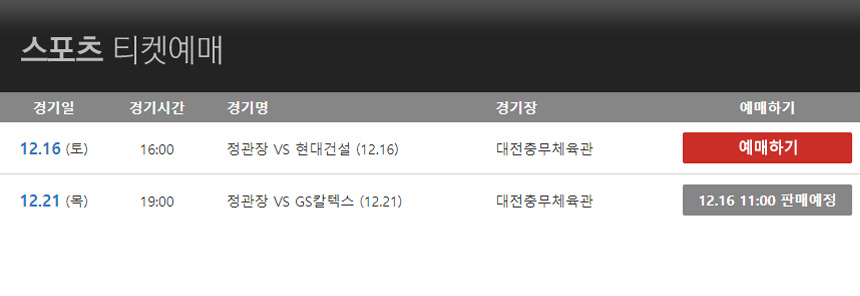 스포츠 티켓예매
경기일 경기시간 경기명 경기장 예매하기
12.16 (토) 16:00 정관장 VS 현대건설 (12.16) 대전충무체육관 예매하기
12.21 (목) 19:00 정관장 VS GS칼텍스 (12.21) 대전충무체육관 12.16 11:00 판매예정